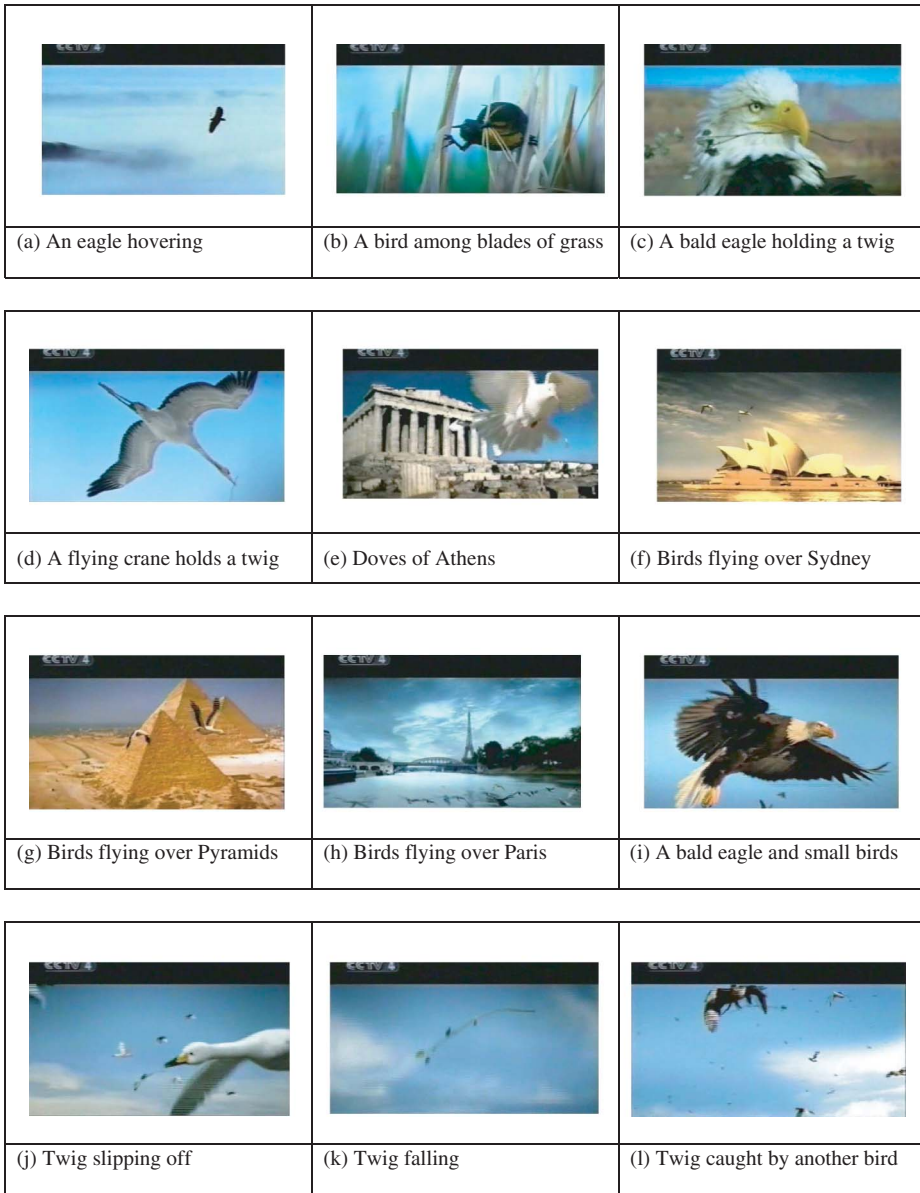 CCTV 4
CCTV 4
CCTV 4
(a) An eagle hovering
(b) A bird among blades of grass
(c) A bald eagle holding a twig
CCTV 4
CCTV 4
CCTV 4
(d) A flying crane holds a twig
(e) Doves of Athens
(f) Birds flying over Sydney
CCTV 4
CCTV 4
CCTV 4
(g) Birds flying over Pyramids
(h) Birds flying over Paris
(i) A bald eagle and small birds
CCTV 4
CCTV 4
CCTV 4
(j) Twig slipping off
(k) Twig falling
(l) Twig caught by another bird